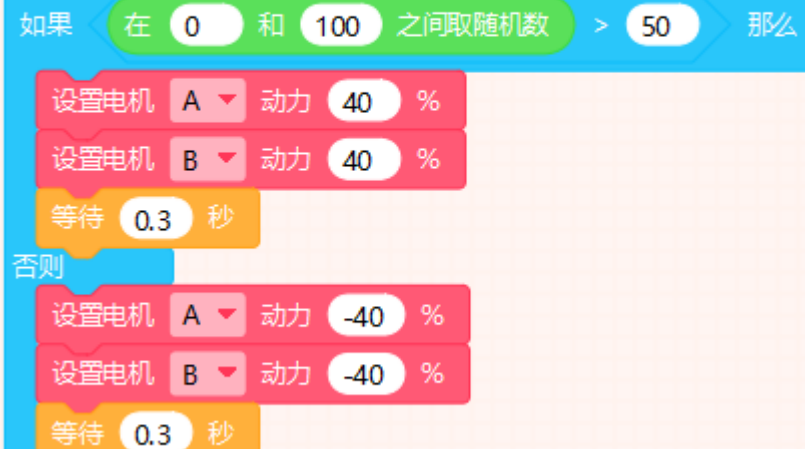 如果 在 0 和 100 之间取随机数 > 50 那么
设置电机 A 动力 40 %
设置电机 B 动力 40 %
等待 0.3 秒
否则
设置电机 A 动力 -40 %
设置电机 B 动力 -40 %
等待 0.3 秒